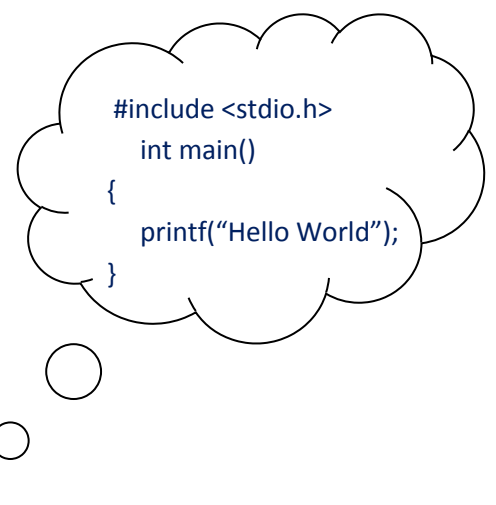 #include <stdio.h>
int main()
{
printf(“Hello World”);
}